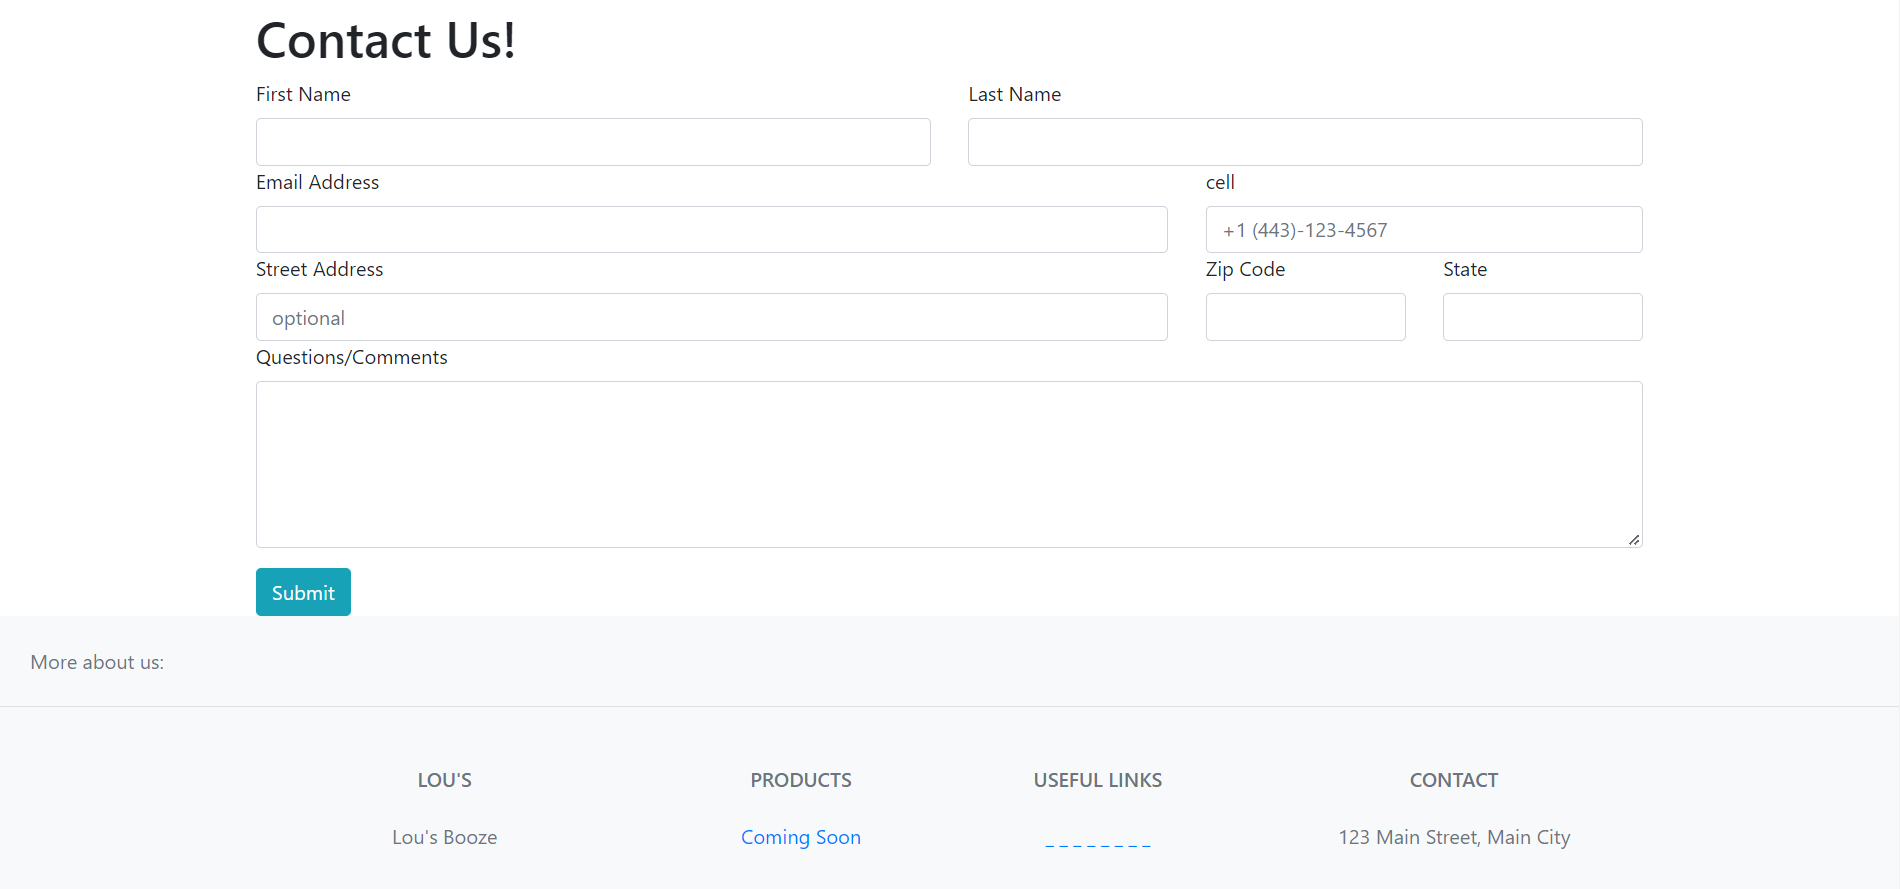 Contact Us!
First Name Last Name
Email Address cell
+1 (443)-123-4567
Street Address Zip Code State
optional
Questions/Comments
Submit
More about us:
LOU'S PRODUCTS USEFUL LINKS CONTACT
Lou's Booze Coming Soon _ _ _ _ _ _ _ _ 123 Main Street, Main City